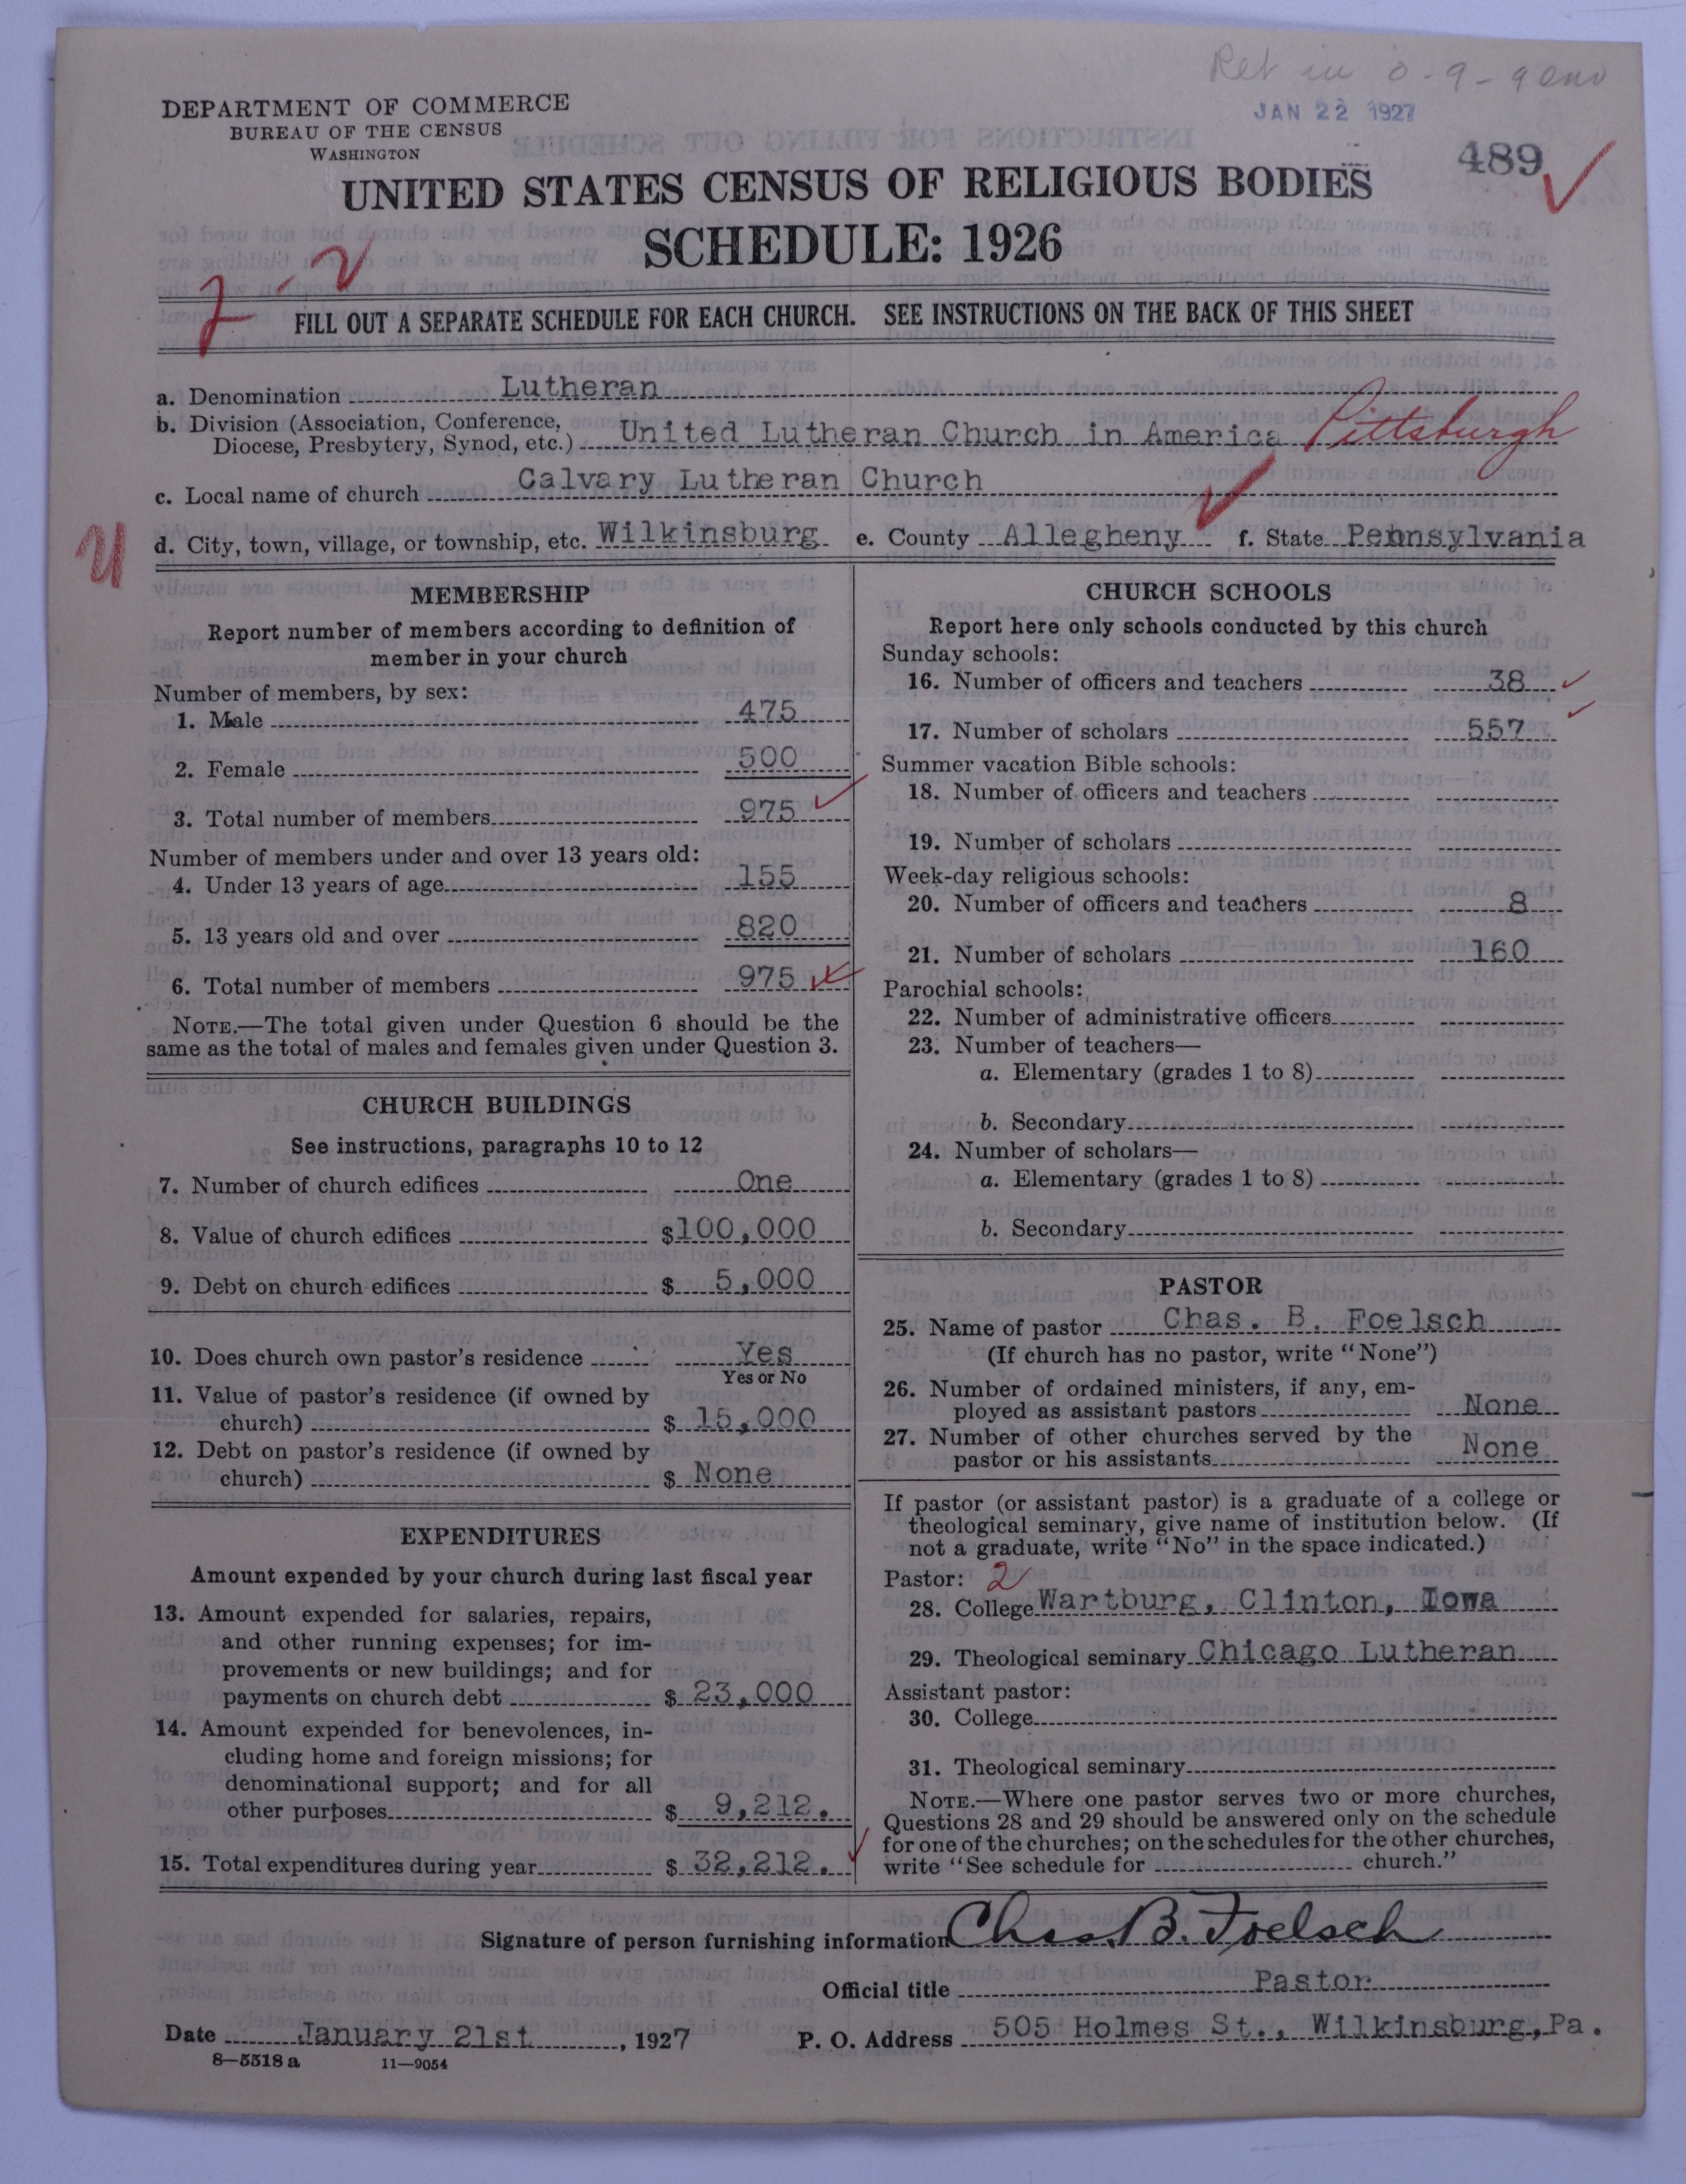 JAN 22 1927
DEPARTMENT OF COMMERCE
BUREAU OF THE CENSUS
WASHINGTON
489
UNITED STATES CENSUS OF RELIGIOUS BODIES
SCHEDULE: 1926
FILL OUT A SEPARATE SCHEDULE FOR EACH CHURCH. SEE INSTRUCTIONS ON THE BACK OF THIS SHEET
a. Denomination Lutheran
b. Division (Association, Conference,
Diocese, Presbytery, Synod, etc.) United Lutheran Church in America Pittsburgh
c. Local name of church Calvary Lutheran Church
d. City, town, village, or township, etc. Wilkinsburg e. County Allegheny f. State Pennsylvania
MEMBERSHIP
Report number of members according to definition of
member in your church
Number of members, by sex:
1. Male 475
2. Female 500
3. Total number of members 975
Number of members under and over 13 years old:
4. Under 13 years of age 155
5. 13 years old and over 820
6. Total number of members 975
NOTE.—The total given under Question 6 should be the
same as the total of males and females given under Question 3.
CHURCH BUILDINGS
See instructions, paragraphs 10 to 12
7. Number of church edifices One
8. Value of church edifices $100,000
9. Debt on church edifices $ 5,000
10. Does church own pastor's residence Yes
Yes or No
11. Value of pastor's residence (if owned by
church) $ 15,000
12. Debt on pastor's residence (if owned by
church) $ None
EXPENDITURES
Amount expended by your church during last fiscal year
13. Amount expended for salaries, repairs,
and other running expenses; for im-
provements or new buildings; and for
payments on church debt $ 23,000
14. Amount expended for benevolences, in-
cluding home and foreign missions; for
denominational support; and for all
other purposes $ 9,212.
15. Total expenditures during year $ 32,212.
CHURCH SCHOOLS
Report here only schools conducted by this church
Sunday schools:
16. Number of officers and teachers 38
17. Number of scholars 557
Summer vacation Bible schools:
18. Number of officers and teachers
19. Number of scholars
Week-day religious schools:
20. Number of officers and teachers 8
21. Number of scholars 160
Parochial schools:
22. Number of administrative officers
23. Number of teachers—
a. Elementary (grades 1 to 8)
b. Secondary
24. Number of scholars—
a. Elementary (grades 1 to 8)
b. Secondary
PASTOR
25. Name of pastor Chas. B. Foelsch
(If church has no pastor, write "None")
26. Number of ordained ministers, if any, em-
ployed as assistant pastors None
27. Number of other churches served by the
pastor or his assistants None
If pastor (or assistant pastor) is a graduate of a college or
theological seminary, give name of institution below. (If
not a graduate, write "No" in the space indicated.)
Pastor: 2
28. College Wartburg, Clinton, Iowa
29. Theological seminary Chicago Lutheran
Assistant pastor:
30. College
31. Theological seminary
NOTE.—Where one pastor serves two or more churches,
Questions 28 and 29 should be answered only on the schedule
for one of the churches; on the schedules for the other churches,
write "See schedule for church."
Signature of person furnishing information Chas. B. Foelsch
Official title Pastor
Date January 21st, 1927 P. O. Address 505 Holmes St., Wilkinsburg, Pa.
8—5518 a 11—9054